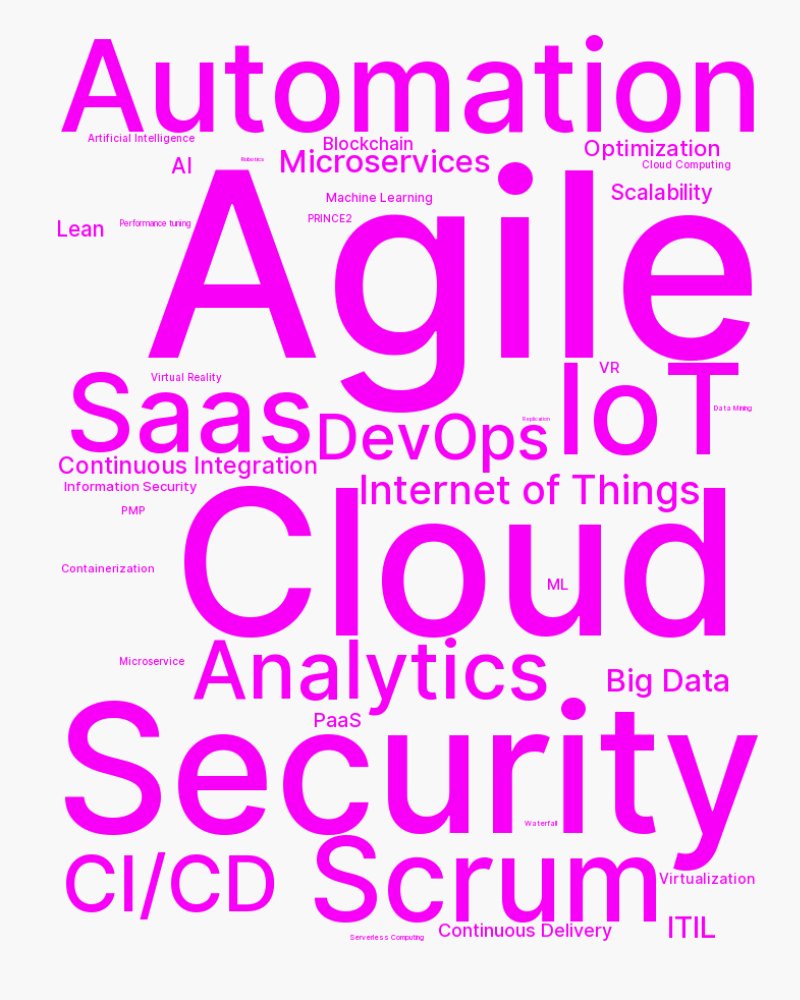 Automation
Artificial Intelligence
Blockchain
Optimization
AI
Robotics
Microservices
Cloud Computing
Machine Learning
Scalability
Lean
Performance tuning
PRINCE2
Agile
Virtual Reality
VR
Saas
IoT
Data Mining
Replication
DevOps
Continuous Integration
Information Security
Internet of Things
PMP
Cloud
Containerization
ML
Microservice
Analytics
Big Data
PaaS
Security
Waterfall
CI/CD
Scrum
Virtualization
Continuous Delivery
ITIL
Serverless Computing